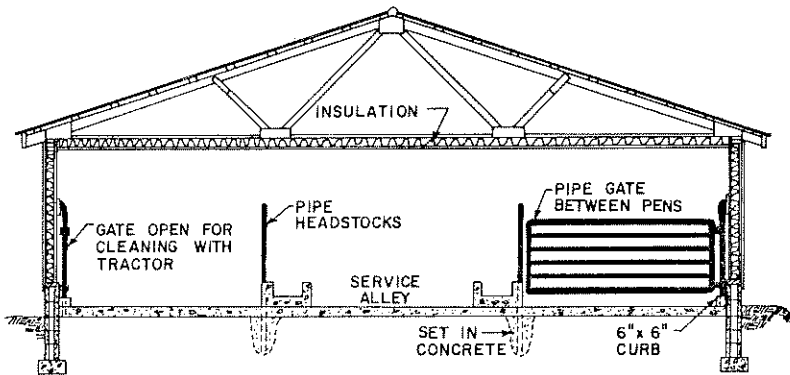 INSULATION
PIPE GATE
BETWEEN PENS
PIPE
HEADSTOCKS
GATE OPEN FOR
CLEANING WITH
TRACTOR
SERVICE
ALLEY
SET IN
CONCRETE
6"x 6"
CURB